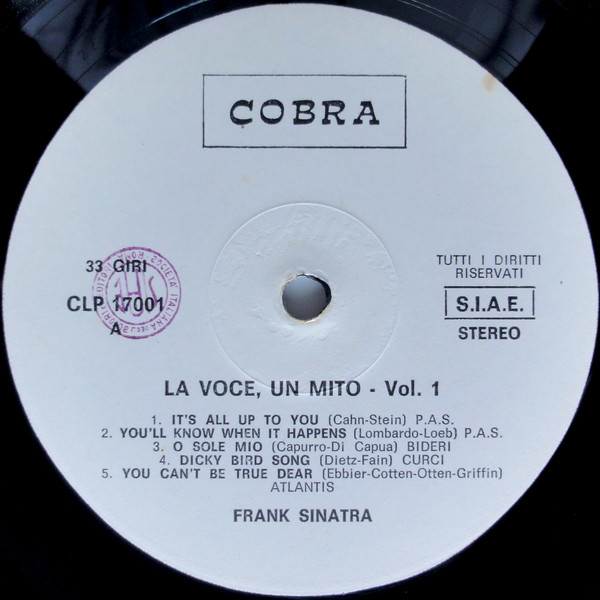 COBRA
33 GIRI
CLP 17001
A
TUTTI I DIRITTI
RISERVATI
S.I.A.E.
STEREO
LA VOCE, UN MITO - Vol. 1
1. IT'S ALL UP TO YOU (Cahn-Stein) P.A.S.
2. YOU'LL KNOW WHEN IT HAPPENS (Lombardo-Loeb) P.A.S.
3. O SOLE MIO (Capurro-Di Capua) BIDERI
4. DICKY BIRD SONG (Dietz-Fain) CURCI
5. YOU CAN'T BE TRUE DEAR (Ebbier-Cotten-Otten-Griffin)
ATLANTIS
FRANK SINATRA